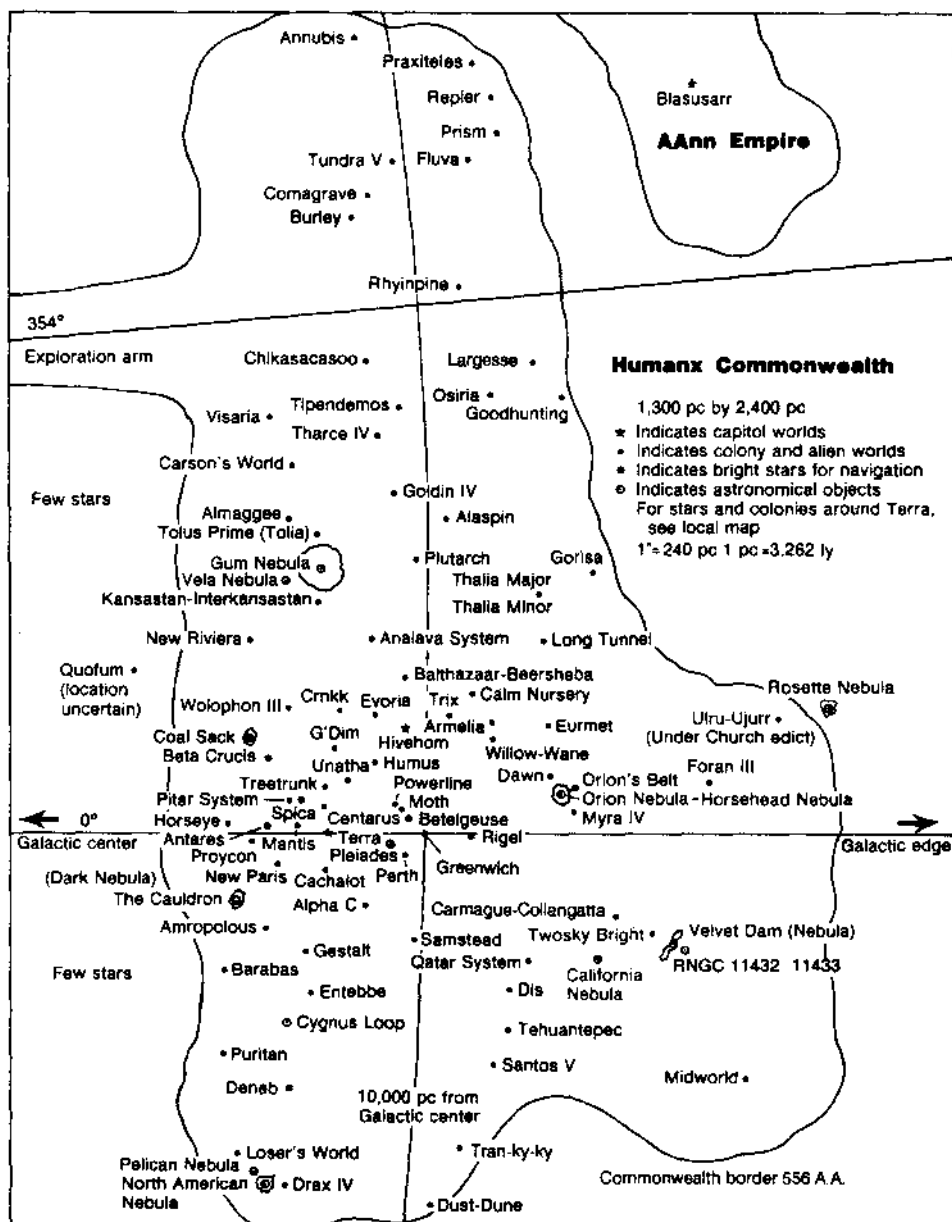 Annubis
Praxiteles
Repler
Blasusarr
Prism
AAnn Empire
Tundra V
Fluva
Comagrave
Burley
Rhyinpine
354°
Exploration arm
Chikasacasoo
Largesse
Humanx Commonwealth
1,300 pc by 2,400 pc
Indicates capitol worlds
Indicates colony and alien worlds
Indicates bright stars for navigation
Indicates astronomical objects
For stars and colonies around Terra,
see local map
1"= 240 pc 1 pc =3.262 ly
Osiria
Goodhunting
Tipendemos
Visaria
Tharce IV
Carson's World
Few stars
Goldin IV
Almaggee
Alaspin
Tolus Prime (Tolia)
Gum Nebula
Plutarch
Gorisa
Vela Nebula
Thalia Major
Kansastan-Interkansastan
Thalia Minor
New Riviera
Analava System
Long Tunnel
Quofum
(location
uncertain)
Balthazaar-Beersheba
Rosette Nebula
Crnkk
Evoria
Trix
Calm Nursery
Wolophon III
Ulru-Ujurr
(Under Church edict)
Coal Sack
G'Dim
Hivehom
Armelia
Eurmet
Beta Crucis
Unatha
Humus
Willow-Wane
Foran III
Treetrunk
Powerline
Dawn
Orion's Belt
Pitar System
Moth
Orion Nebula-Horsehead Nebula
Horseye
Spica
Centarus
Betelgeuse
Myra IV
0°
Galactic center
Antares
Mantis
Terra
Rigel
Galactic edge
Proycon
Pleiades
Greenwich
New Paris
Cachalot
Perth
(Dark Nebula)
The Cauldron
Alpha C
Carmague-Collangatta
Amropolous
Samstead
Twosky Bright
Velvet Dam (Nebula)
Gestalt
Few stars
Barabas
Qatar System
California
Nebula
RNGC 11432 11433
Entebbe
Dis
Cygnus Loop
Tehuantepec
Puritan
Santos V
Deneb
Midworld
10,000 pc from
Galactic center
Loser's World
Tran-ky-ky
Pelican Nebula
North American
Nebula
Drax IV
Commonwealth border 556 A.A.
Dust-Dune